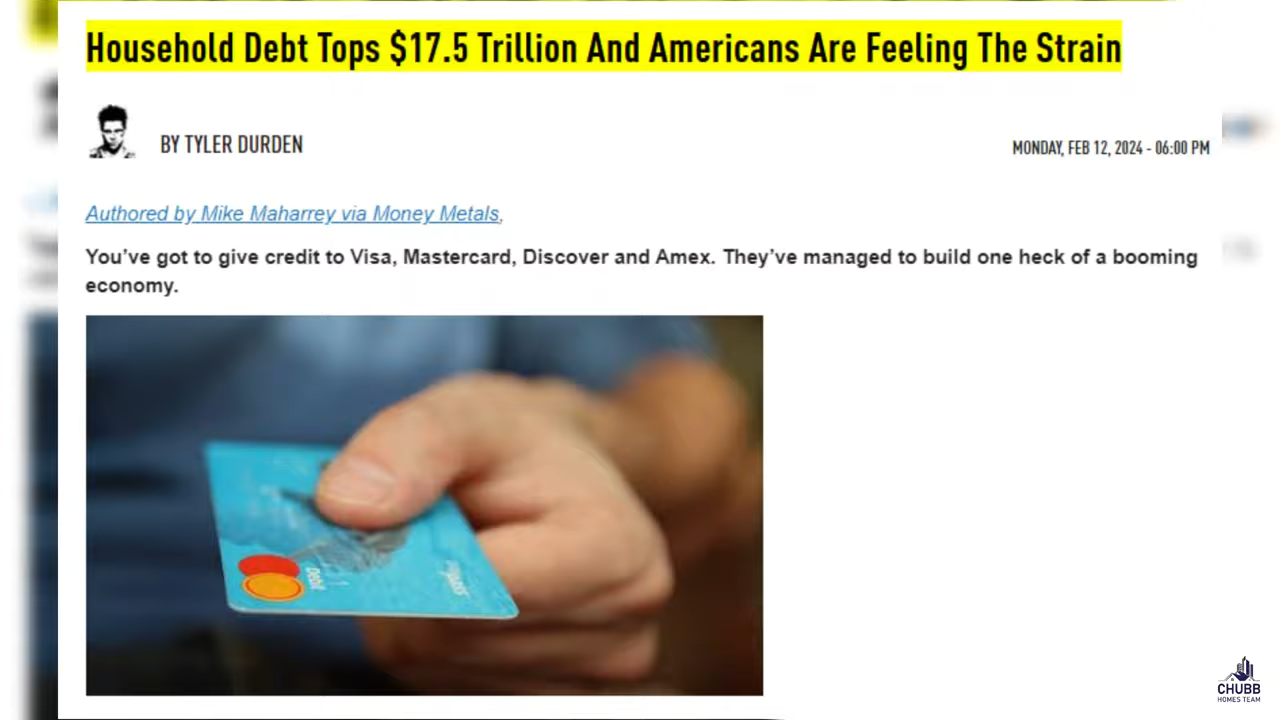 Household Debt Tops $17.5 Trillion And Americans Are Feeling The Strain
BY TYLER DURDEN
MONDAY, FEB 12, 2024 - 06:00 PM
Authored by Mike Maharrey via Money Metals,
You've got to give credit to Visa, Mastercard, Discover and Amex. They've managed to build one heck of a booming
economy.
Debit
CHUBB
HOMES TEAM